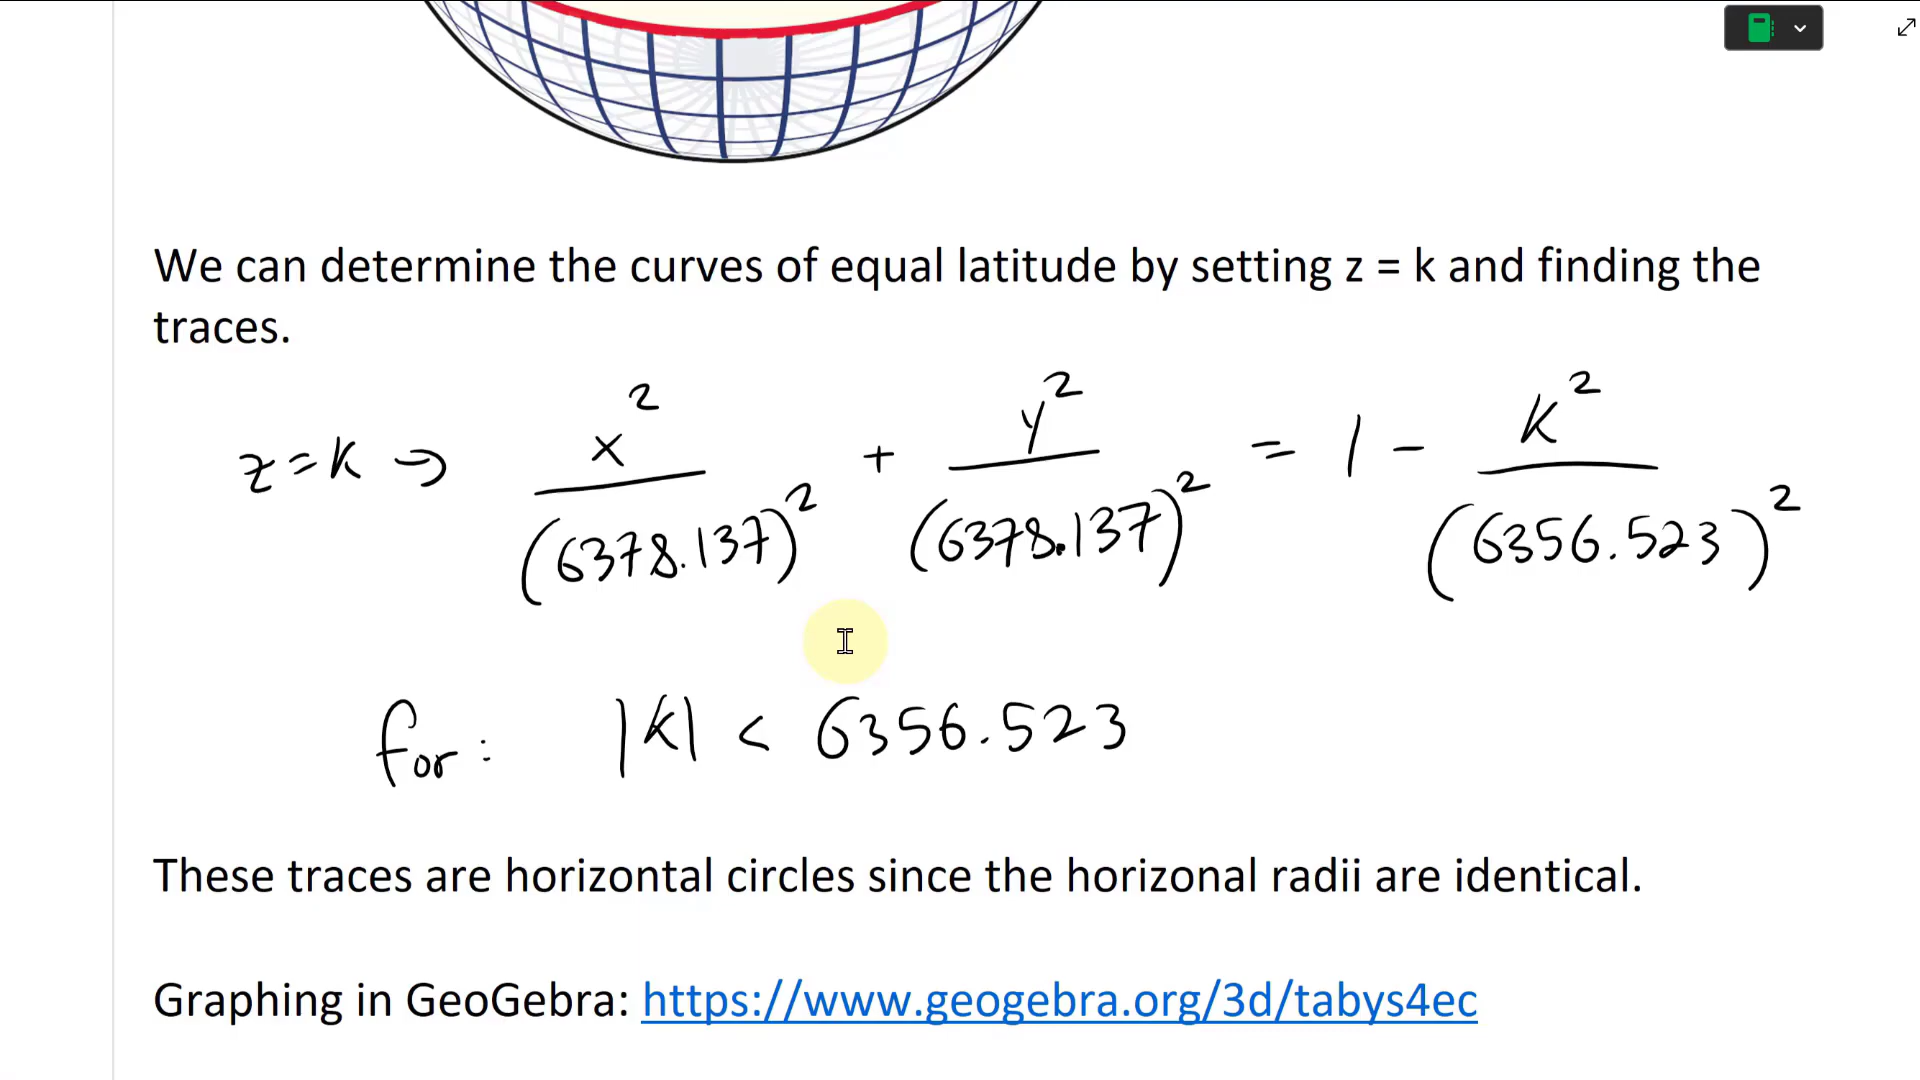 We can determine the curves of equal latitude by setting z = k and finding the
traces.
z = k → x² / (6378.137)² + y² / (6378.137)² = 1 - k² / (6356.523)²
for: |k| < 6356.523
These traces are horizontal circles since the horizonal radii are identical.
Graphing in GeoGebra: https://www.geogebra.org/3d/tabys4ec